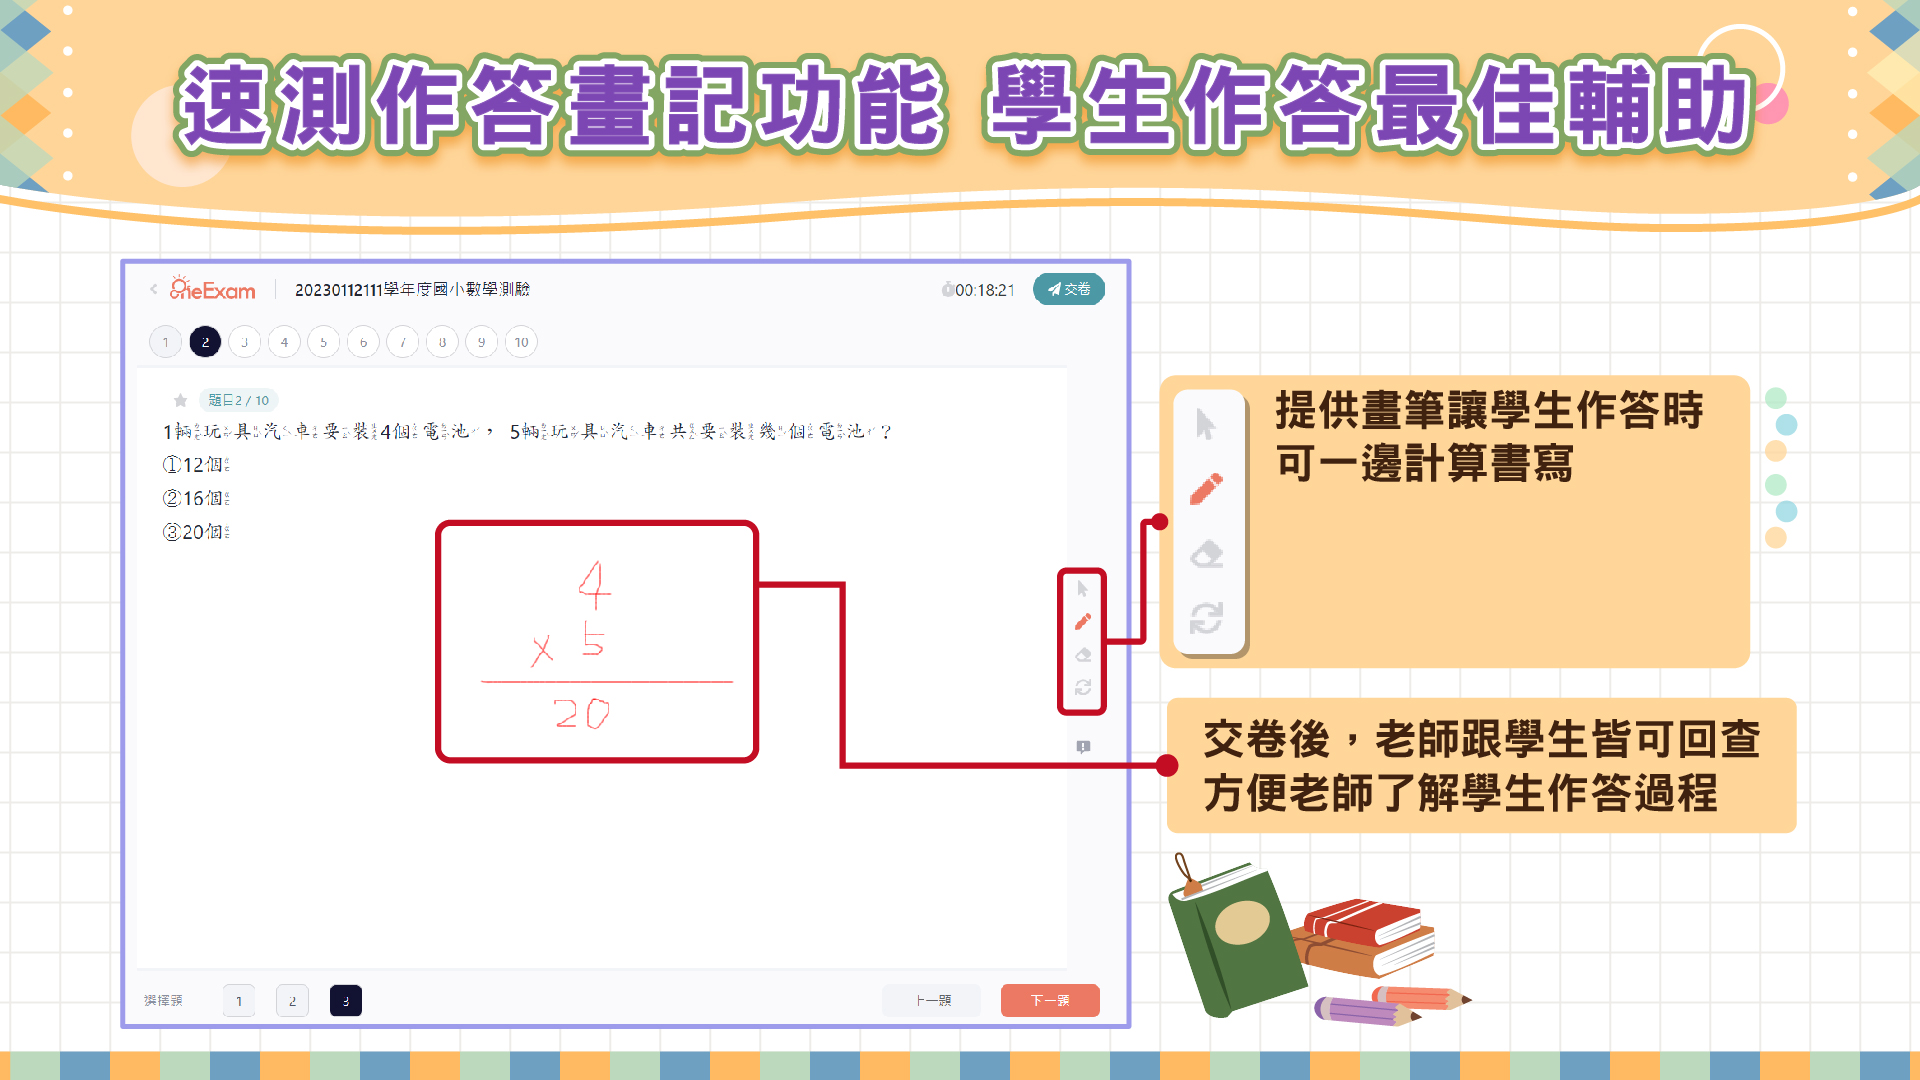 速測作答畫記功能 學生作答最佳輔助
OneExam
20230112111學年度國小數學測驗
00:18:21
交卷
1 2 3 4 5 6 7 8 9 10
題目2 / 10
1輛玩具汽車要裝4個電池， 5輛玩具汽車共要裝幾個電池？
①12個
②16個
③20個
4
x 5
20
選擇題 1 2 3
上一題
下一題
提供畫筆讓學生作答時
可一邊計算書寫
交卷後，老師跟學生皆可回查
方便老師了解學生作答過程